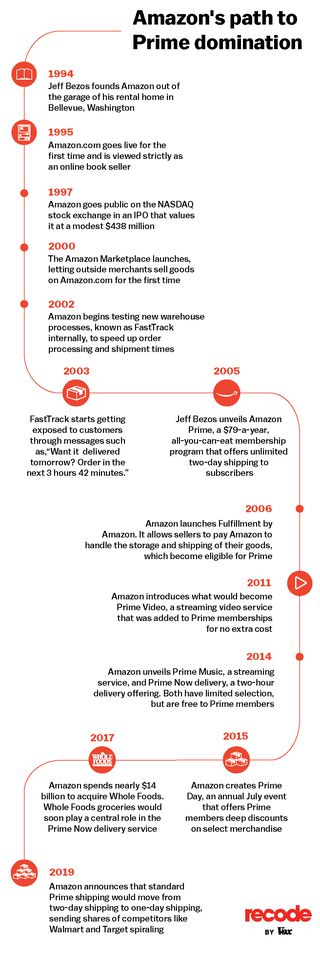 Amazon's path to
Prime domination
1994
Jeff Bezos founds Amazon out of
the garage of his rental home in
Bellevue, Washington
1995
Amazon.com goes live for the
first time and is viewed strictly as
an online book seller
1997
Amazon goes public on the NASDAQ
stock exchange in an IPO that values
it at a modest $438 million
2000
The Amazon Marketplace launches,
letting outside merchants sell goods
on Amazon.com for the first time
2002
Amazon begins testing new warehouse
processes, known as FastTrack
internally, to speed up order
processing and shipment times
2003
FastTrack starts getting
exposed to customers
through messages such
as,“Want it delivered
tomorrow? Order in the
next 3 hours 42 minutes.”
2005
Jeff Bezos unveils Amazon
Prime, a $79-a-year,
all-you-can-eat membership
program that offers unlimited
two-day shipping to
subscribers
2006
Amazon launches Fulfillment by
Amazon. It allows sellers to pay Amazon to
handle the storage and shipping of their goods,
which become eligible for Prime
2011
Amazon introduces what would become
Prime Video, a streaming video service
that was added to Prime memberships
for no extra cost
2014
Amazon unveils Prime Music, a streaming
service, and Prime Now delivery, a two-hour
delivery offering. Both have limited selection,
but are free to Prime members
2017
WHOLE
FOODS
Amazon spends nearly $14
billion to acquire Whole Foods.
Whole Foods groceries would
soon play a central role in the
Prime Now delivery service
2015
Amazon creates Prime
Day, an annual July event
that offers Prime
members deep discounts
on select merchandise
2019
Amazon announces that standard
Prime shipping would move from
two-day shipping to one-day shipping,
sending shares of competitors like
Walmart and Target spiraling
recode
BY Vox